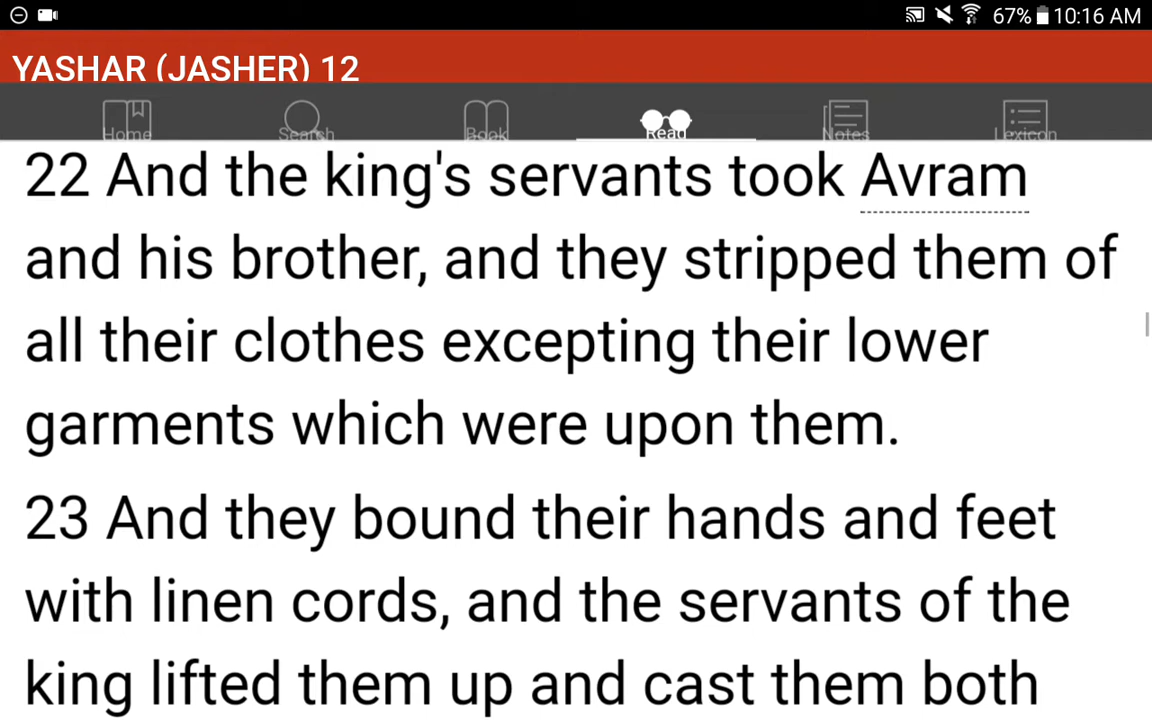 67% 10:16 AM
YASHAR (JASHER) 12
Home Search Book Read Notes Lexicon
22 And the king's servants took Avram
and his brother, and they stripped them of
all their clothes excepting their lower
garments which were upon them.
23 And they bound their hands and feet
with linen cords, and the servants of the
king lifted them up and cast them both